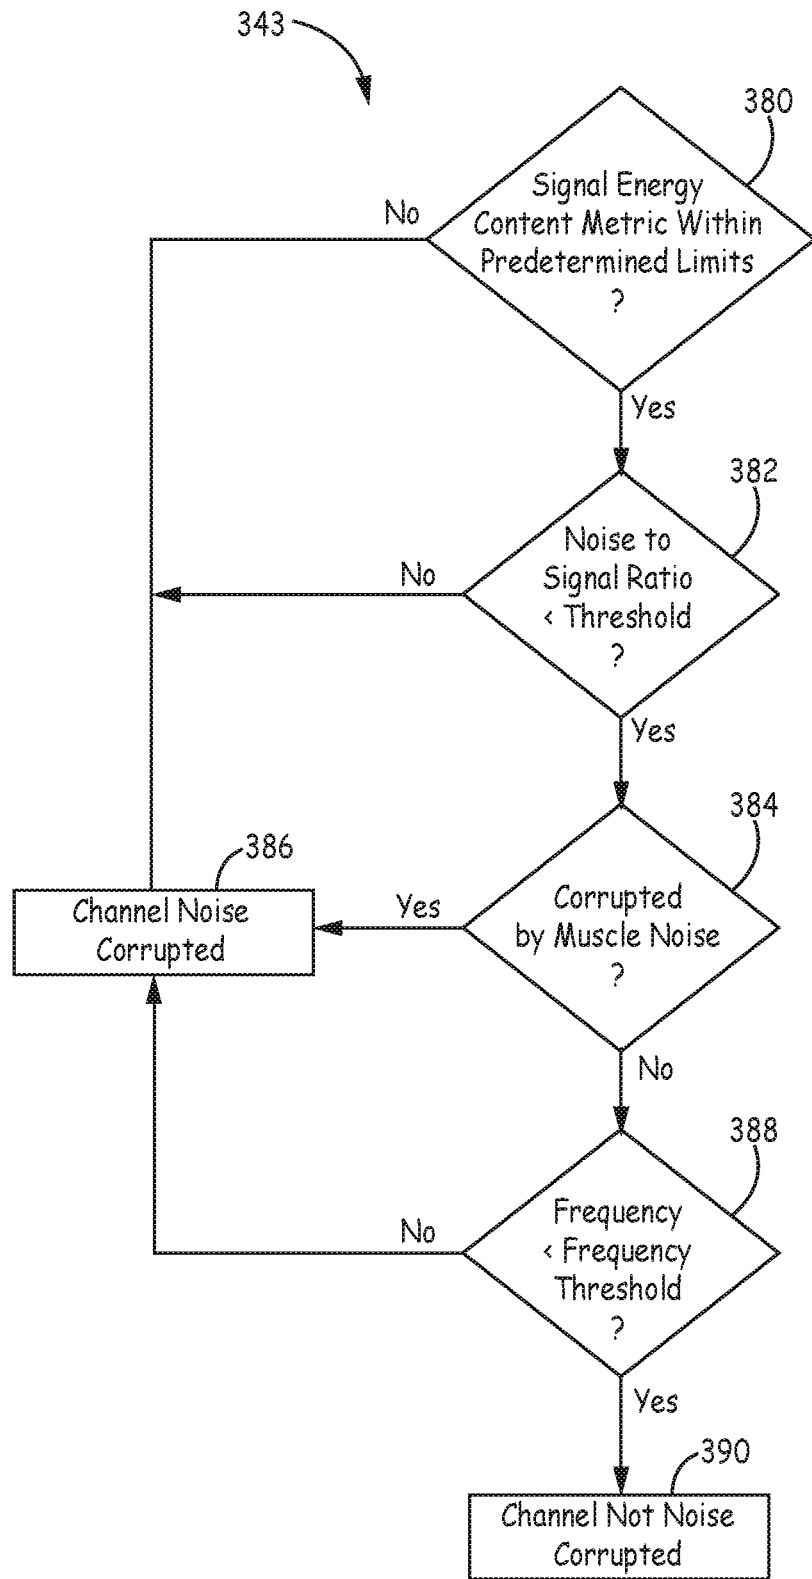 343
380
Signal Energy
Content Metric Within
Predetermined Limits
?
No
Yes
382
Noise to
Signal Ratio
< Threshold
?
No
Yes
384
Corrupted
by Muscle Noise
?
Yes
386
Channel Noise
Corrupted
No
388
Frequency
< Frequency
Threshold
?
No
Yes
390
Channel Not Noise
Corrupted